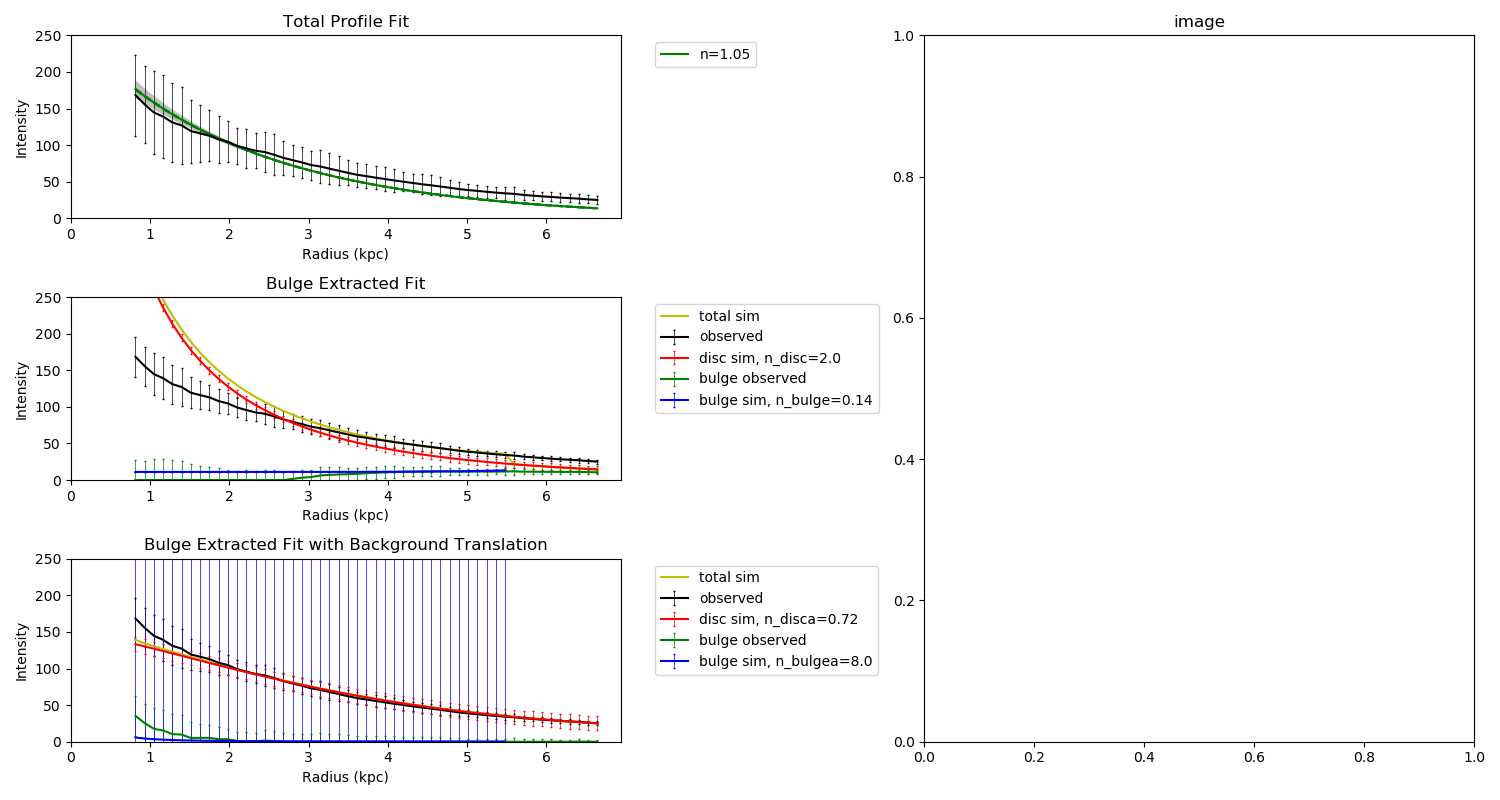 Total Profile Fit
250
200
150
100
50
0
Intensity
0 1 2 3 4 5 6
Radius (kpc)
n=1.05
Bulge Extracted Fit
250
200
150
100
50
0
Intensity
0 1 2 3 4 5 6
Radius (kpc)
total sim
observed
disc sim, n_disc=2.0
bulge observed
bulge sim, n_bulge=0.14
Bulge Extracted Fit with Background Translation
250
200
150
100
50
0
Intensity
0 1 2 3 4 5 6
Radius (kpc)
total sim
observed
disc sim, n_disca=0.72
bulge observed
bulge sim, n_bulgea=8.0
image
1.0
0.8
0.6
0.4
0.2
0.0
0.0 0.2 0.4 0.6 0.8 1.0